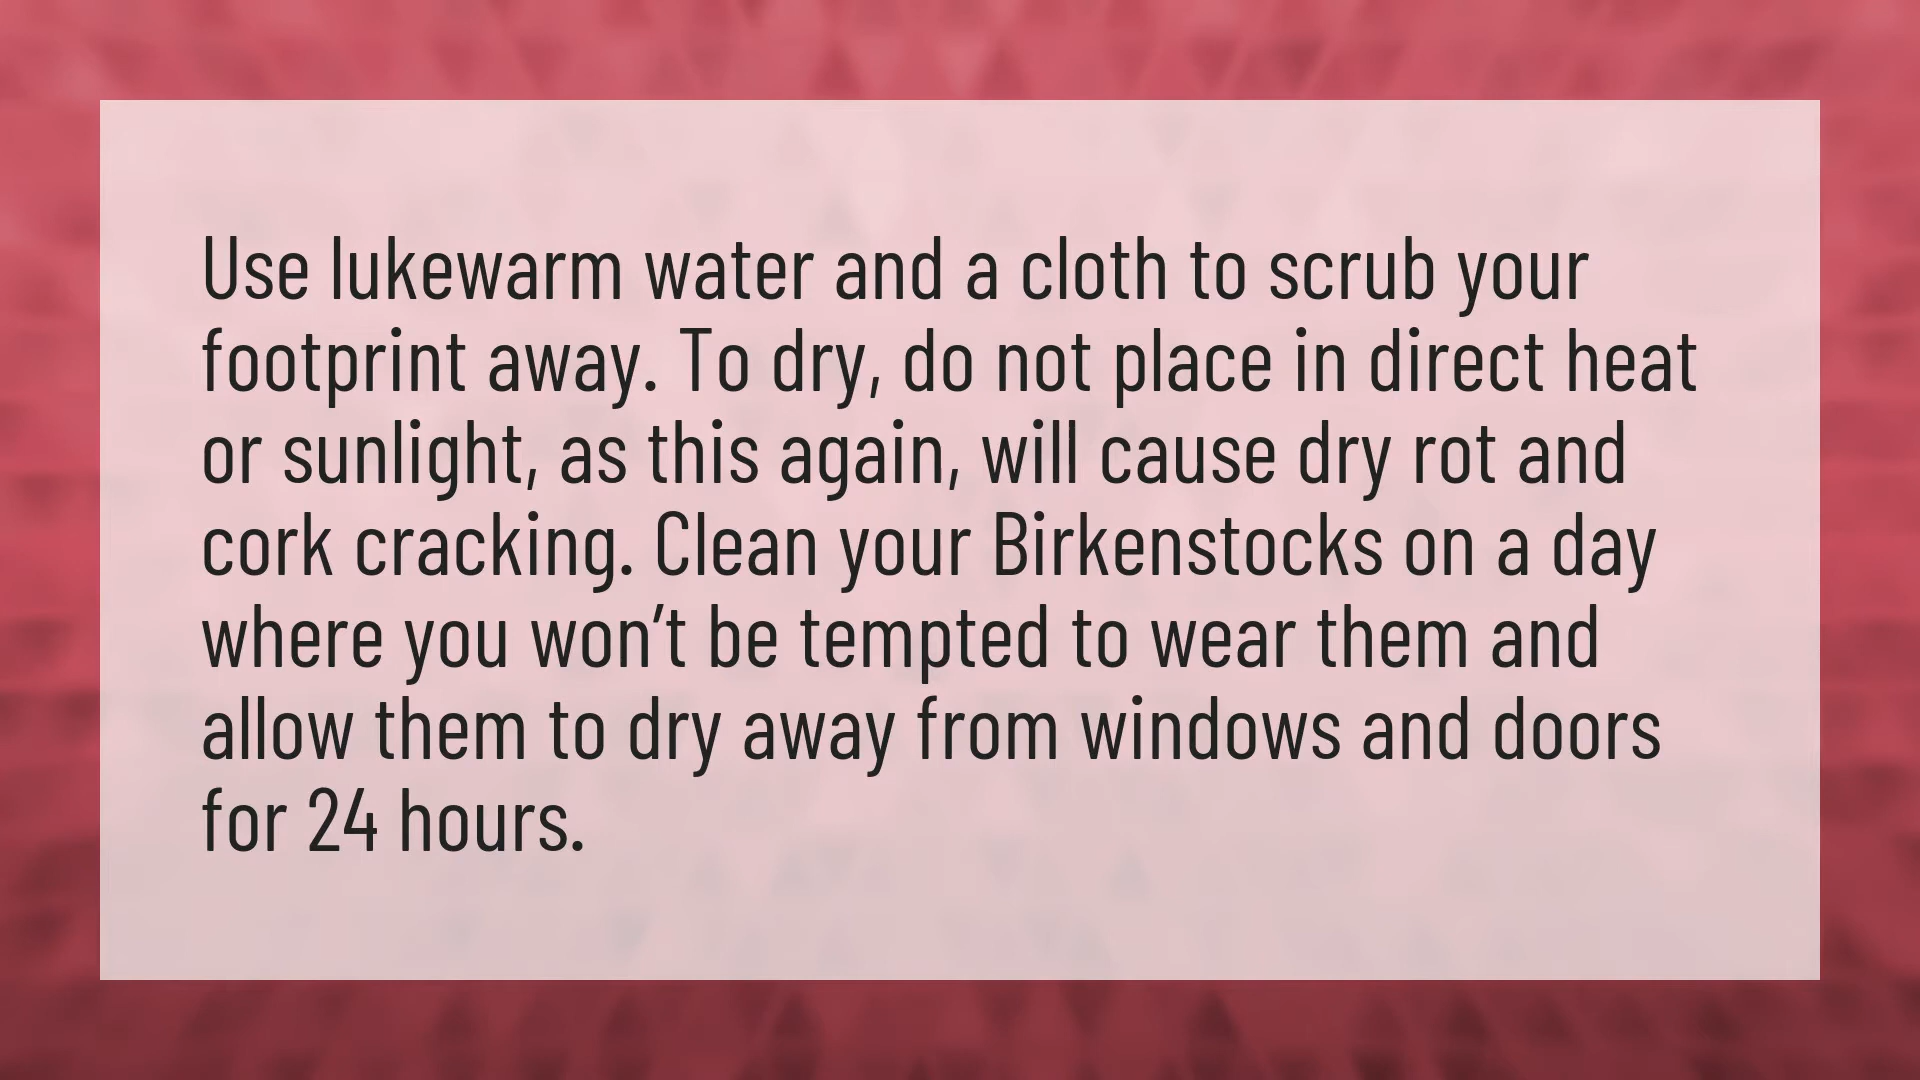 Use lukewarm water and a cloth to scrub your
footprint away. To dry, do not place in direct heat
or sunlight, as this again, will cause dry rot and
cork cracking. Clean your Birkenstocks on a day
where you won’t be tempted to wear them and
allow them to dry away from windows and doors
for 24 hours.